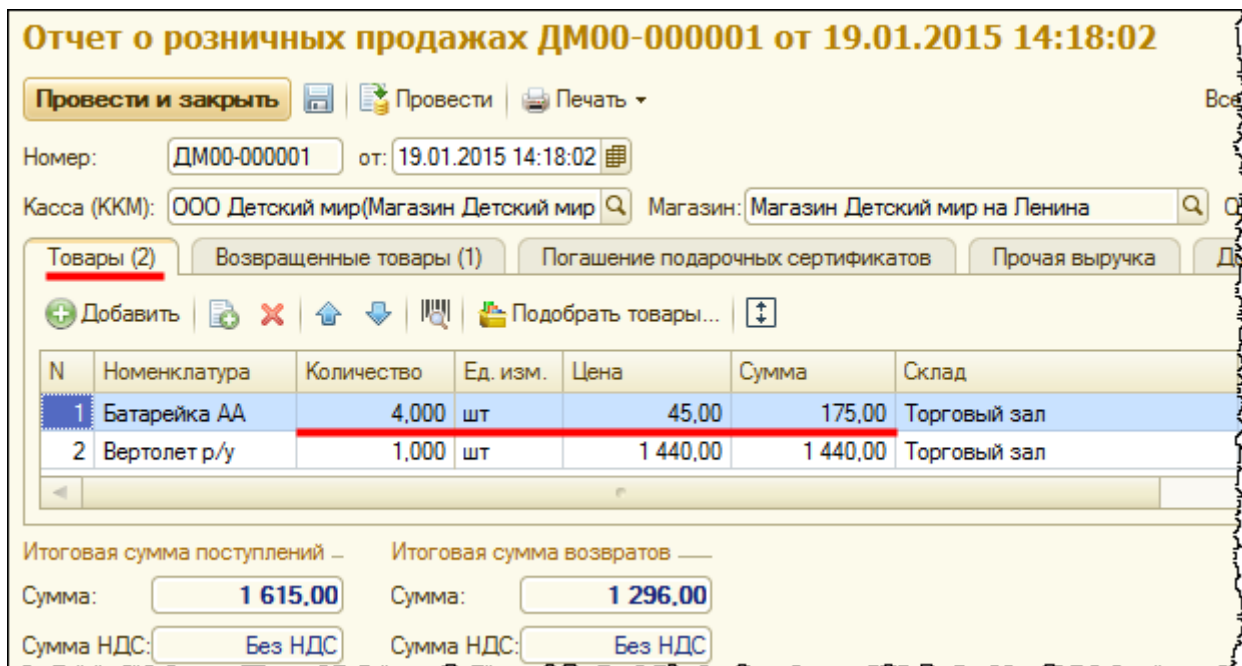 Отчет о розничных продажах ДМ00-000001 от 19.01.2015 14:18:02
Провести и закрыть Провести Печать
Номер: ДМ00-000001 от: 19.01.2015 14:18:02
Касса (ККМ): ООО Детский мир(Магазин Детский мир Магазин: Магазин Детский мир на Ленина
Товары (2) Возвращенные товары (1) Погашение подарочных сертификатов Прочая выручка
Добавить Подобрать товары...
N Номенклатура Количество Ед. изм. Цена Сумма Склад
1 Батарейка АА 4,000 шт 45,00 175,00 Торговый зал
2 Вертолет р/у 1,000 шт 1 440,00 1 440,00 Торговый зал
Итоговая сумма поступлений Итоговая сумма возвратов
Сумма: 1 615,00 Сумма: 1 296,00
Сумма НДС: Без НДС Сумма НДС: Без НДС